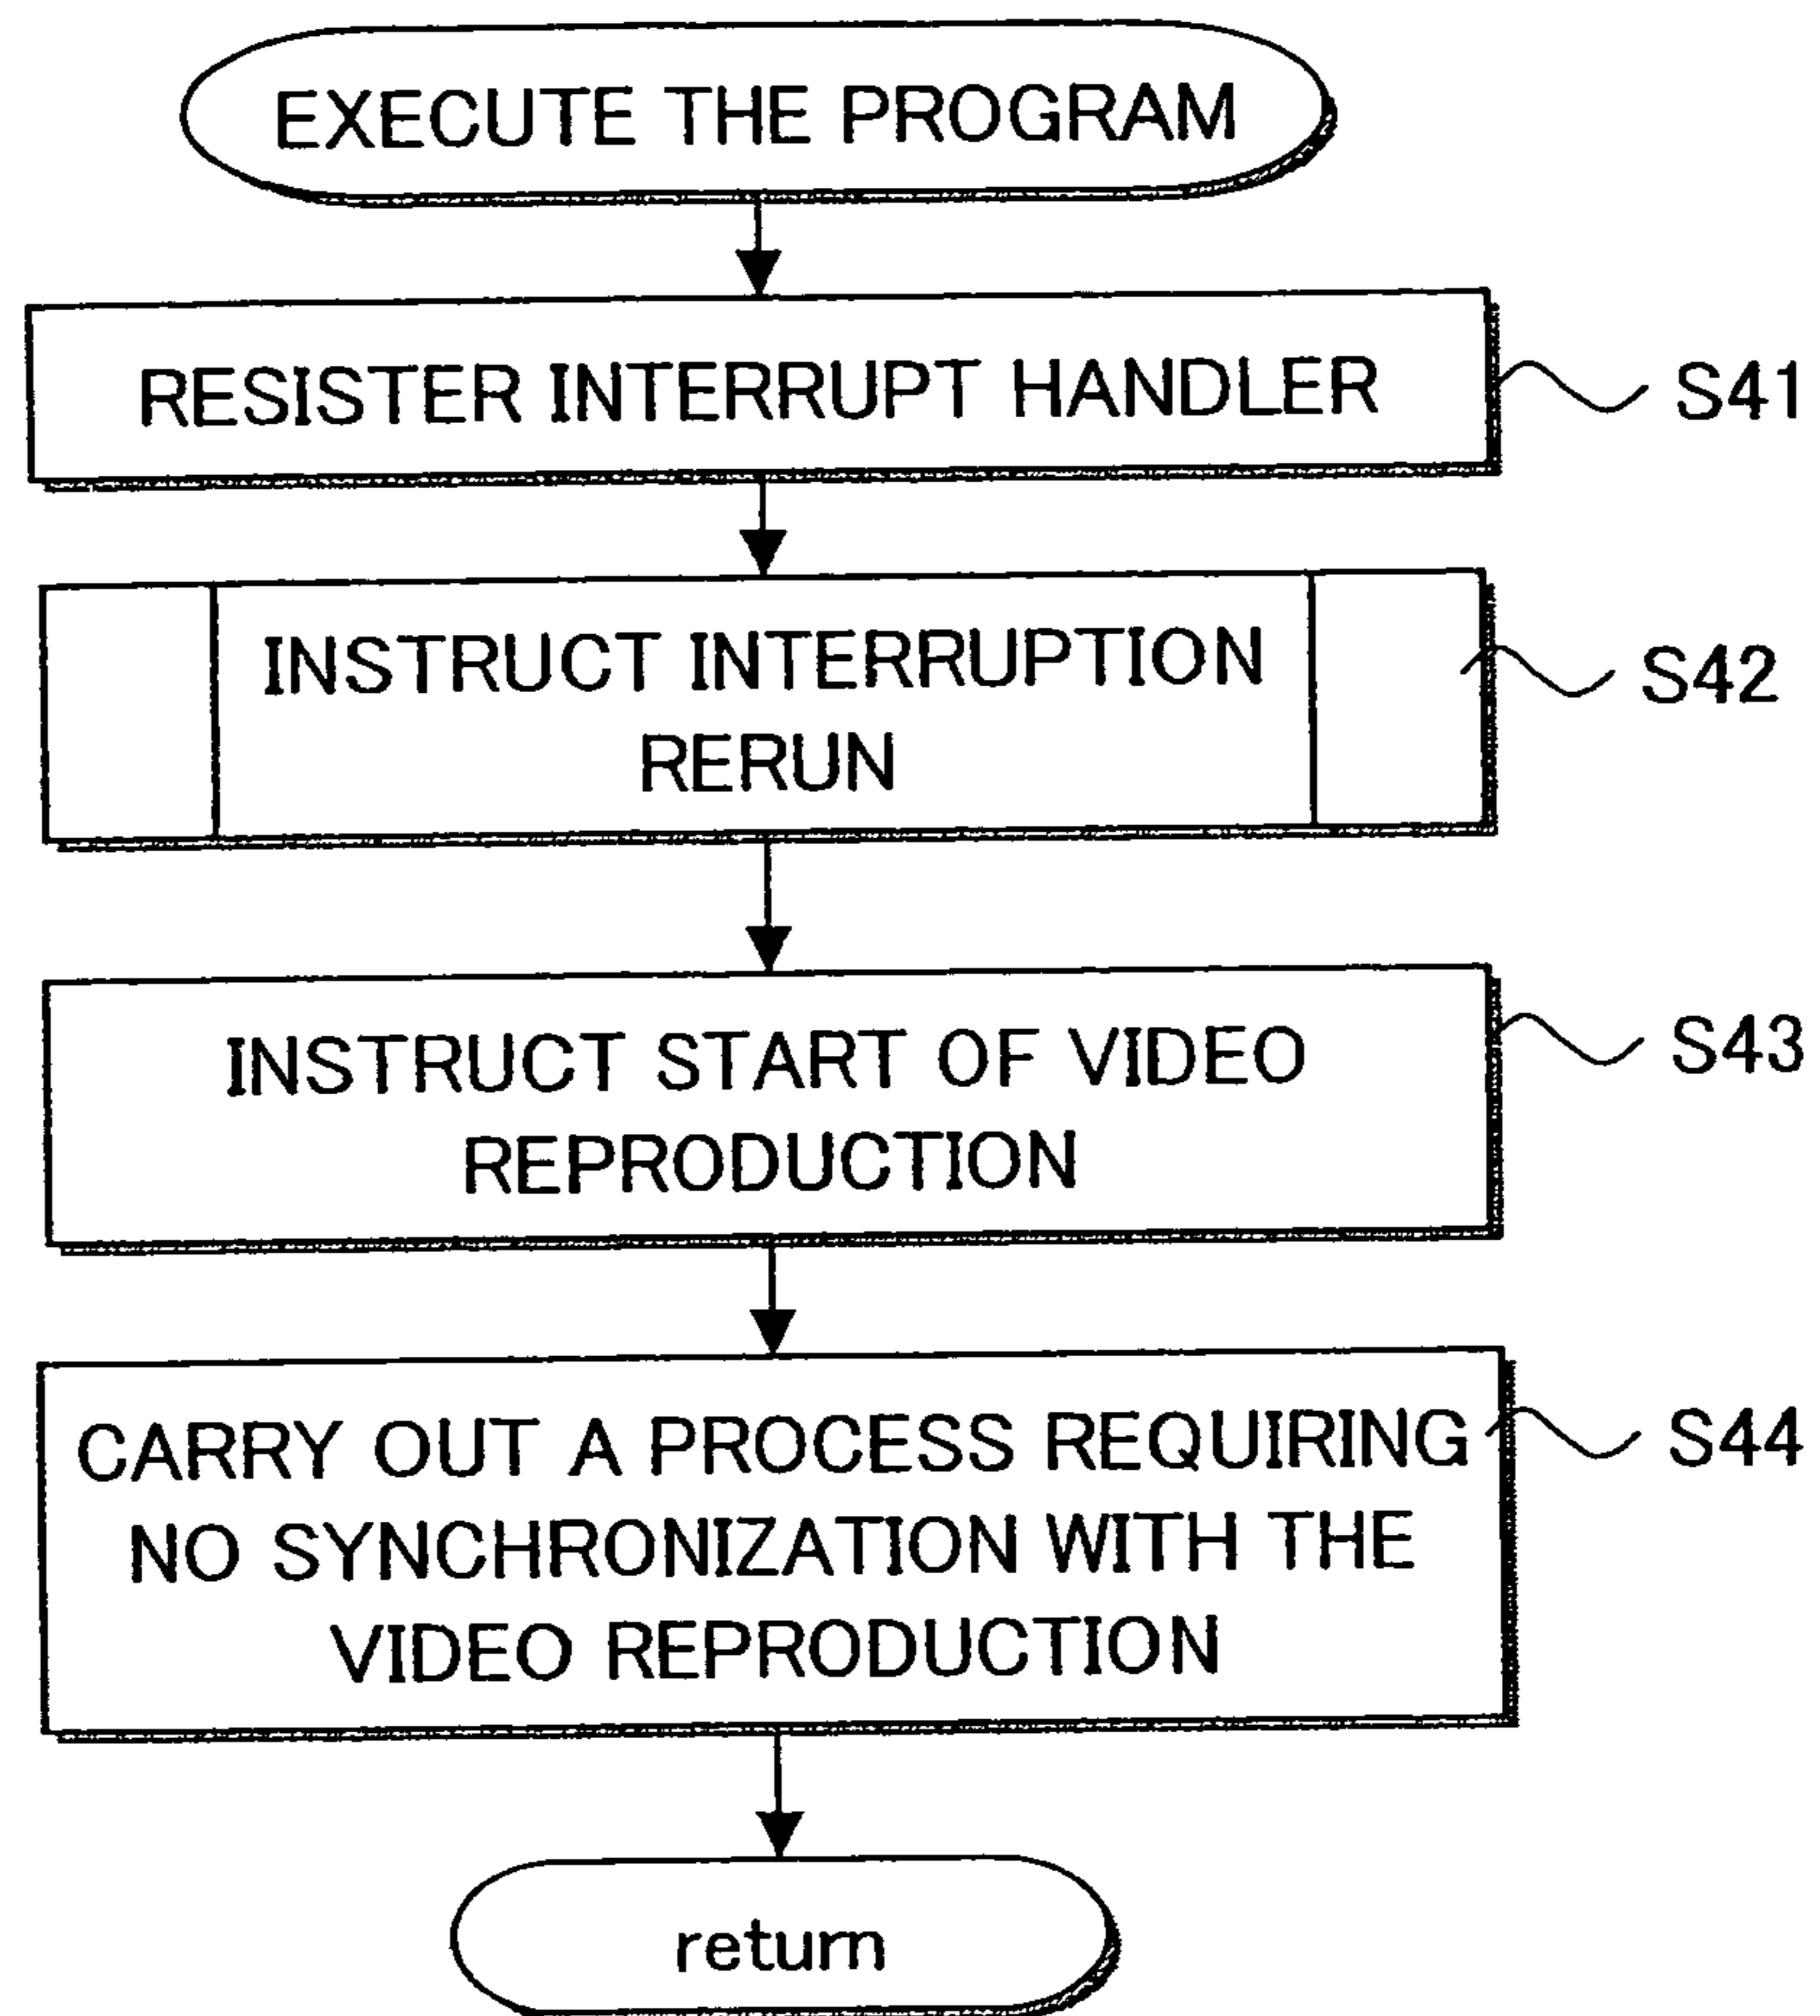 EXECUTE THE PROGRAM
RESISTER INTERRUPT HANDLER
S41
INSTRUCT INTERRUPTION
RERUN
S42
INSTRUCT START OF VIDEO
REPRODUCTION
S43
CARRY OUT A PROCESS REQUIRING
NO SYNCHRONIZATION WITH THE
VIDEO REPRODUCTION
S44
return